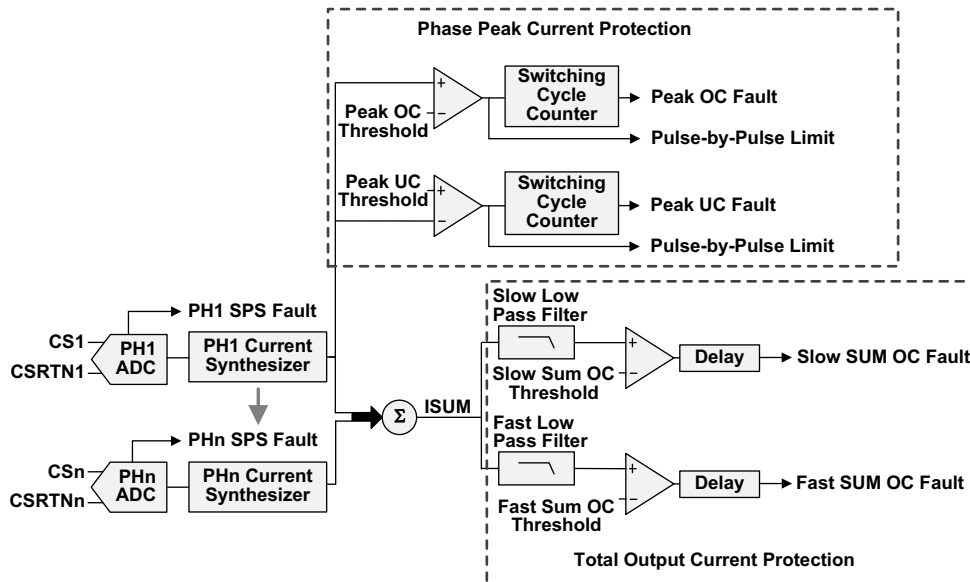 Phase Peak Current Protection
+
Peak OC
Threshold
−
Switching
Cycle
Counter
Peak OC Fault
Pulse-by-Pulse Limit
Peak UC
Threshold
+
−
Switching
Cycle
Counter
Peak UC Fault
Pulse-by-Pulse Limit
PH1 SPS Fault
CS1
CSRTN1
PH1
ADC
PH1 Current
Synthesizer
PHn SPS Fault
CSn
CSRTNn
PHn
ADC
PHn Current
Synthesizer
Σ
ISUM
Slow Low
Pass Filter
+
−
Slow Sum OC
Threshold
Delay
Slow SUM OC Fault
Fast Low
Pass Filter
+
−
Fast Sum OC
Threshold
Delay
Fast SUM OC Fault
Total Output Current Protection